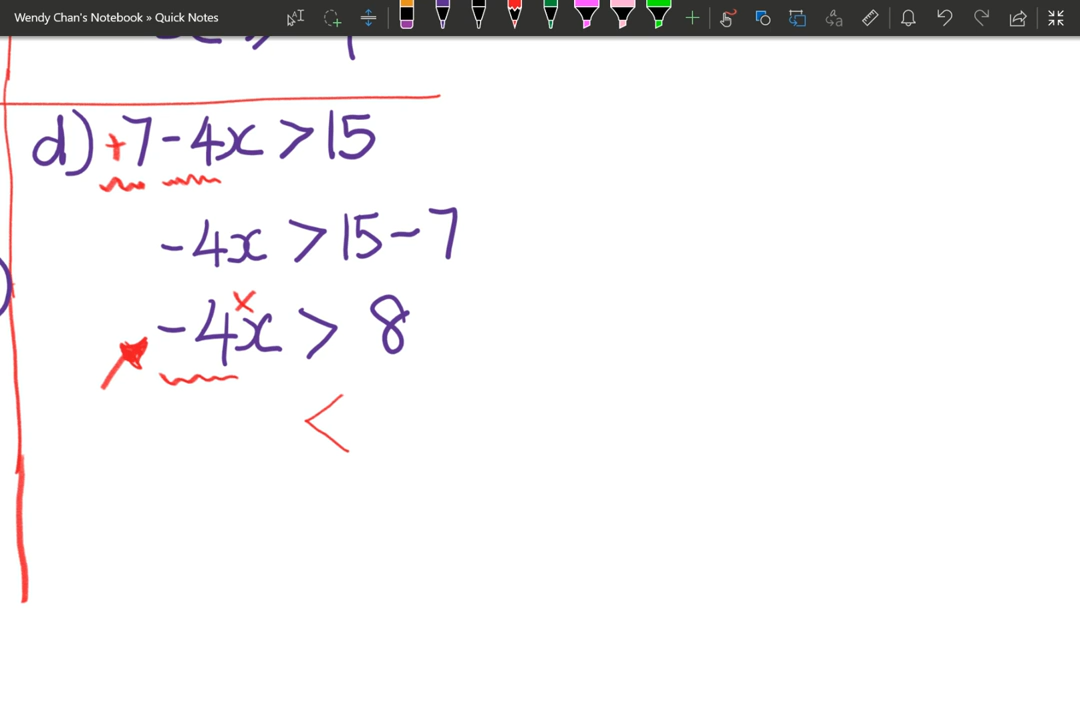 Wendy Chan's Notebook » Quick Notes
d) +7-4x > 15
-4x > 15-7
-4x > 8
x
<